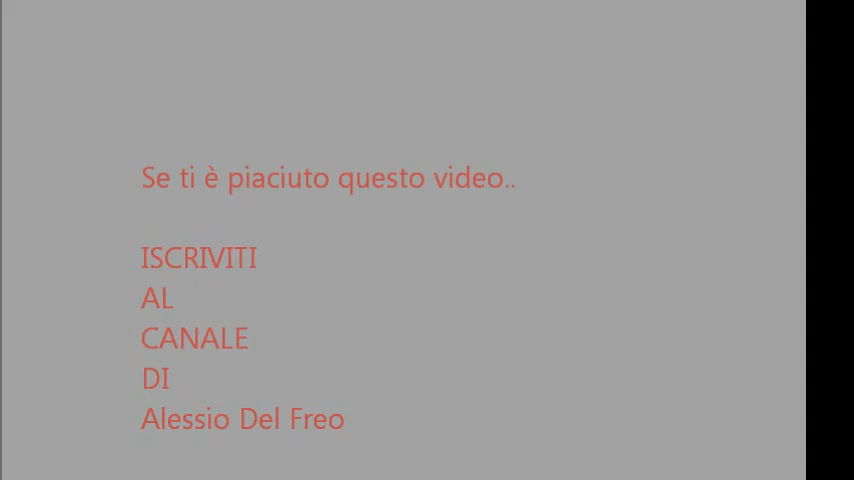 Se ti è piaciuto questo video..
ISCRIVITI
AL
CANALE
DI
Alessio Del Freo